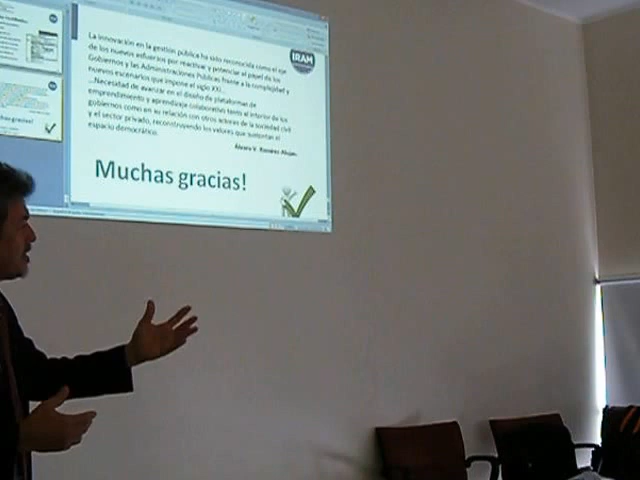 La innovación en la gestión pública ha sido reconocida como el eje
de los nuevos esfuerzos por reactivar y potenciar el papel de los
Gobiernos y las Administraciones Públicas frente a la complejidad y
nuevos escenarios que impone el siglo XXI...
...Necesidad de avanzar en el diseño de plataformas de
emprendimiento y aprendizaje colaborativo tanto al interior de los
gobiernos como en su relación con otros actores de la sociedad civil
y el sector privado, reconstruyendo los valores que sustentan el
espacio democrático.
Álvaro V. Ramírez Alujas
IRAM
Muchas gracias!